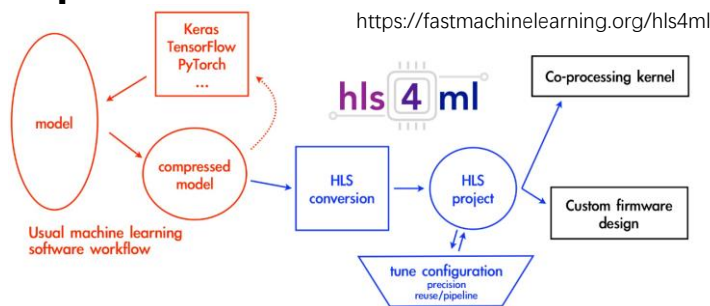 https://fastmachinelearning.org/hls4ml
Keras
TensorFlow
PyTorch
...
hls 4 ml
Co-processing kernel
model
compressed
model
HLS
conversion
HLS
project
Custom firmware
design
Usual machine learning
software workflow
tune configuration
precision
reuse/pipeline